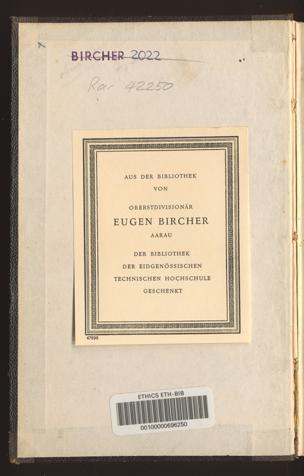 BIRCHER 2022
Rar 42250
AUS DER BIBLIOTHEK
VON
OBERSTDIVISIONÄR
EUGEN BIRCHER
AARAU
DER BIBLIOTHEK
DER EIDGENÖSSISCHEN
TECHNISCHEN HOCHSCHULE
GESCHENKT
47698
ETHICS ETH-BIB
00100000696250